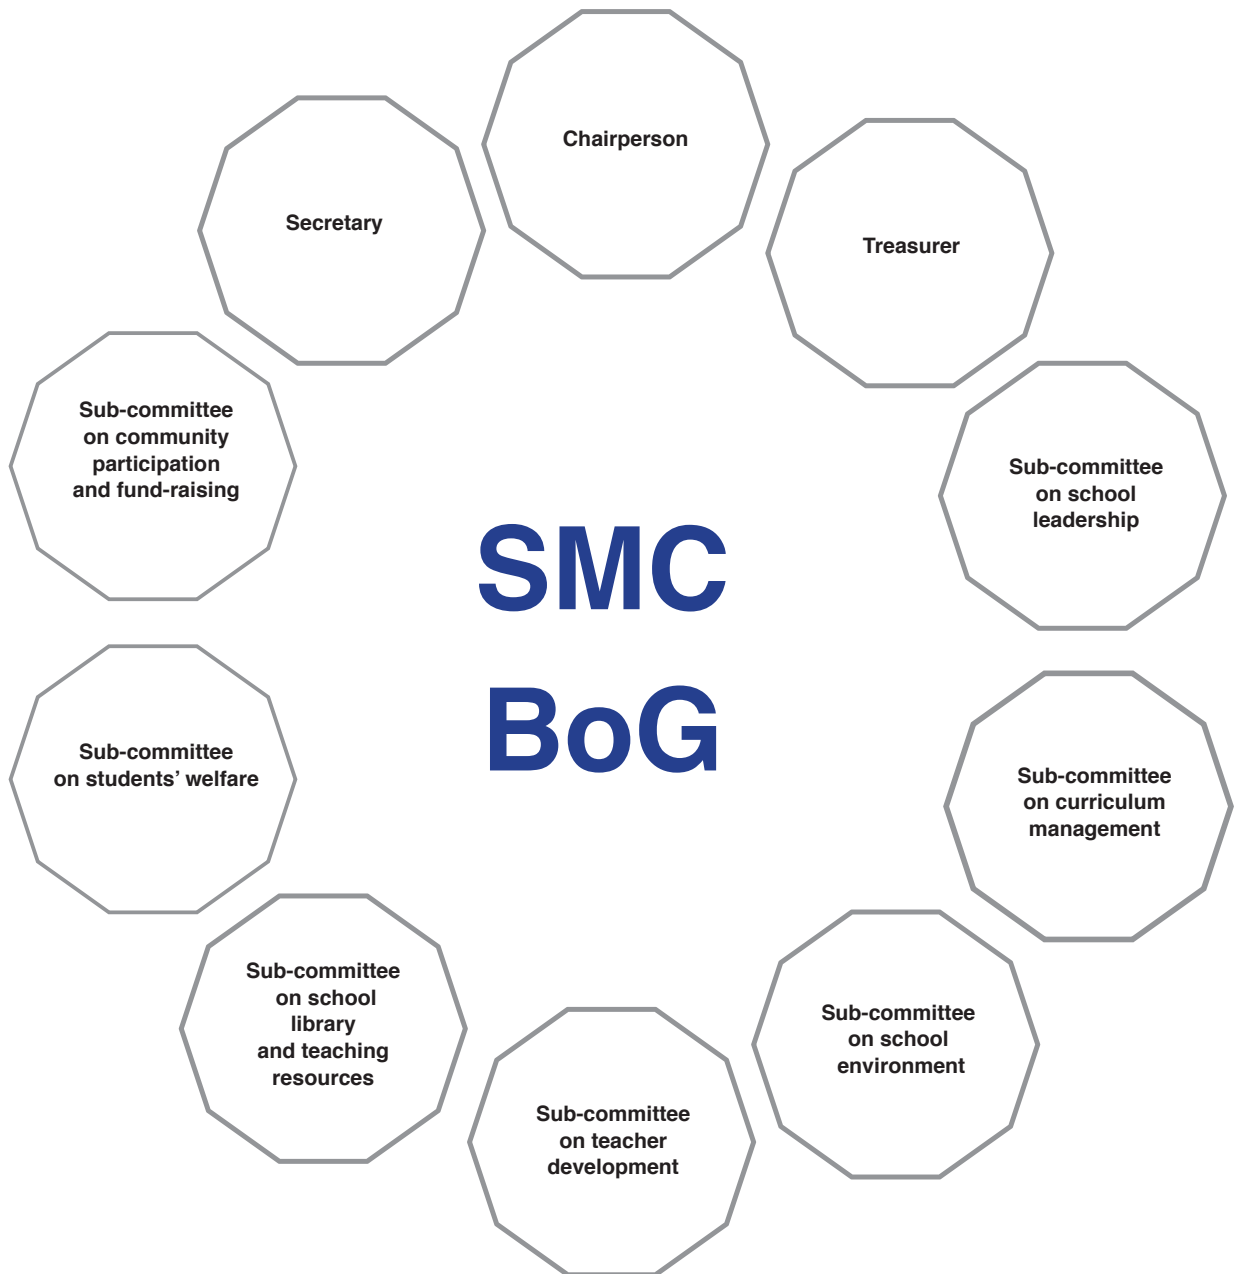 Chairperson
Secretary
Treasurer
Sub-committee
on community
participation
and fund-raising
Sub-committee
on school
leadership
SMC
BoG
Sub-committee
on students’ welfare
Sub-committee
on curriculum
management
Sub-committee
on school
library
and teaching
resources
Sub-committee
on school
environment
Sub-committee
on teacher
development